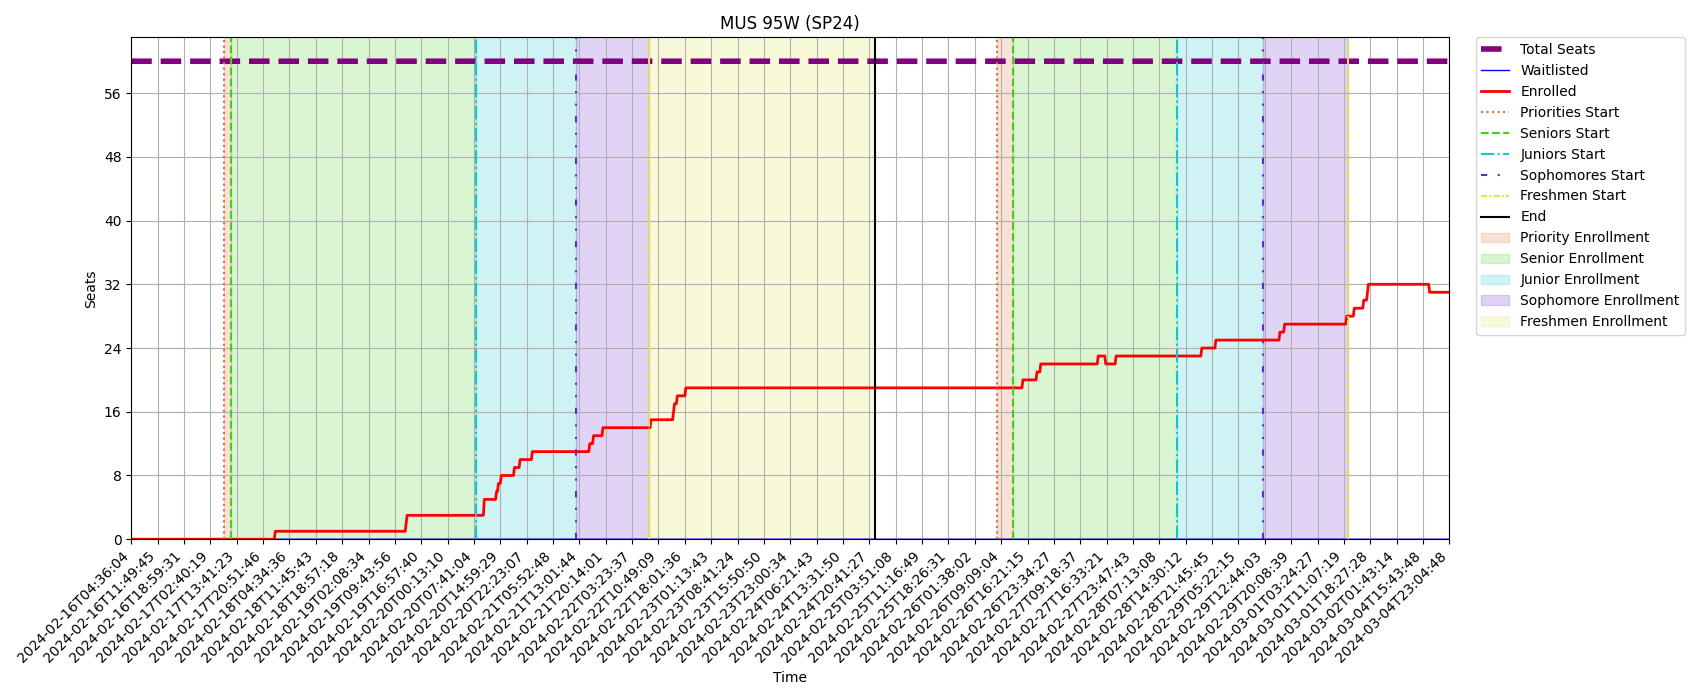 MUS 95W (SP24)
Seats
56
48
40
32
24
16
8
0
2024-02-16T04:36:04
2024-02-16T11:49:45
2024-02-16T18:59:31
2024-02-17T02:40:19
2024-02-17T13:41:23
2024-02-17T20:51:46
2024-02-18T04:34:36
2024-02-18T11:45:43
2024-02-18T18:57:18
2024-02-19T02:08:34
2024-02-19T09:43:56
2024-02-19T16:57:40
2024-02-20T00:13:10
2024-02-20T07:41:04
2024-02-20T14:59:29
2024-02-20T22:23:07
2024-02-21T05:52:48
2024-02-21T13:01:44
2024-02-21T20:14:01
2024-02-22T03:23:37
2024-02-22T10:49:09
2024-02-22T18:01:36
2024-02-23T01:13:43
2024-02-23T08:41:24
2024-02-23T15:50:50
2024-02-23T23:00:34
2024-02-24T06:21:43
2024-02-24T13:31:50
2024-02-24T20:41:27
2024-02-25T03:51:08
2024-02-25T11:16:49
2024-02-25T18:26:31
2024-02-26T01:38:02
2024-02-26T09:09:04
2024-02-26T16:21:15
2024-02-26T23:34:27
2024-02-27T09:18:37
2024-02-27T16:33:21
2024-02-27T23:47:43
2024-02-28T07:13:08
2024-02-28T14:30:12
2024-02-28T21:45:45
2024-02-29T05:22:15
2024-02-29T12:44:03
2024-02-29T20:08:39
2024-03-01T03:24:27
2024-03-01T11:07:19
2024-03-01T18:27:28
2024-03-02T01:43:14
2024-03-04T15:43:48
2024-03-04T23:04:48
Time
Total Seats
Waitlisted
Enrolled
Priorities Start
Seniors Start
Juniors Start
Sophomores Start
Freshmen Start
End
Priority Enrollment
Senior Enrollment
Junior Enrollment
Sophomore Enrollment
Freshmen Enrollment